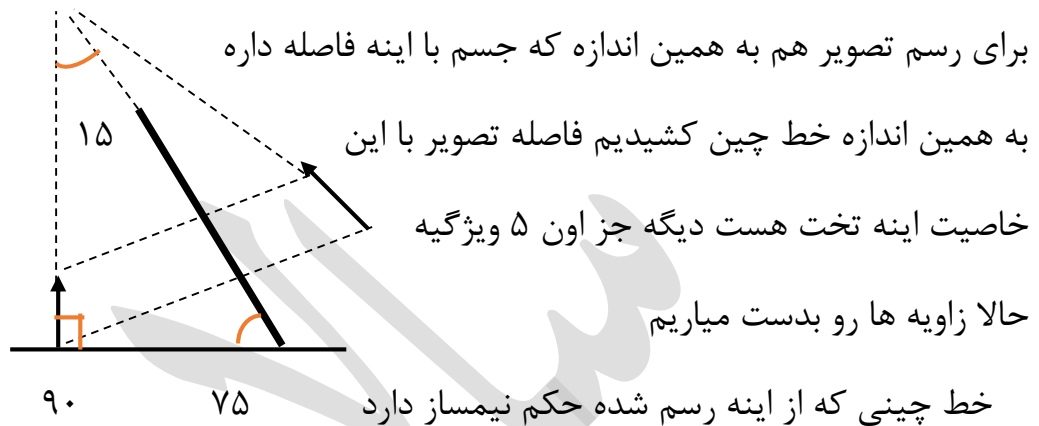 برای رسم تصویر هم به همین اندازه که جسم با اینه فاصله داره
۱۵
به همین اندازه خط چین کشیدیم فاصله تصویر با این
خاصیت اینه تخت هست دیگه جز اون ۵ ویژگیه
حالا زاویه ها رو بدست میاریم
خط چینی که از اینه رسم شده حکم نیمساز دارد
۷۵
۹۰